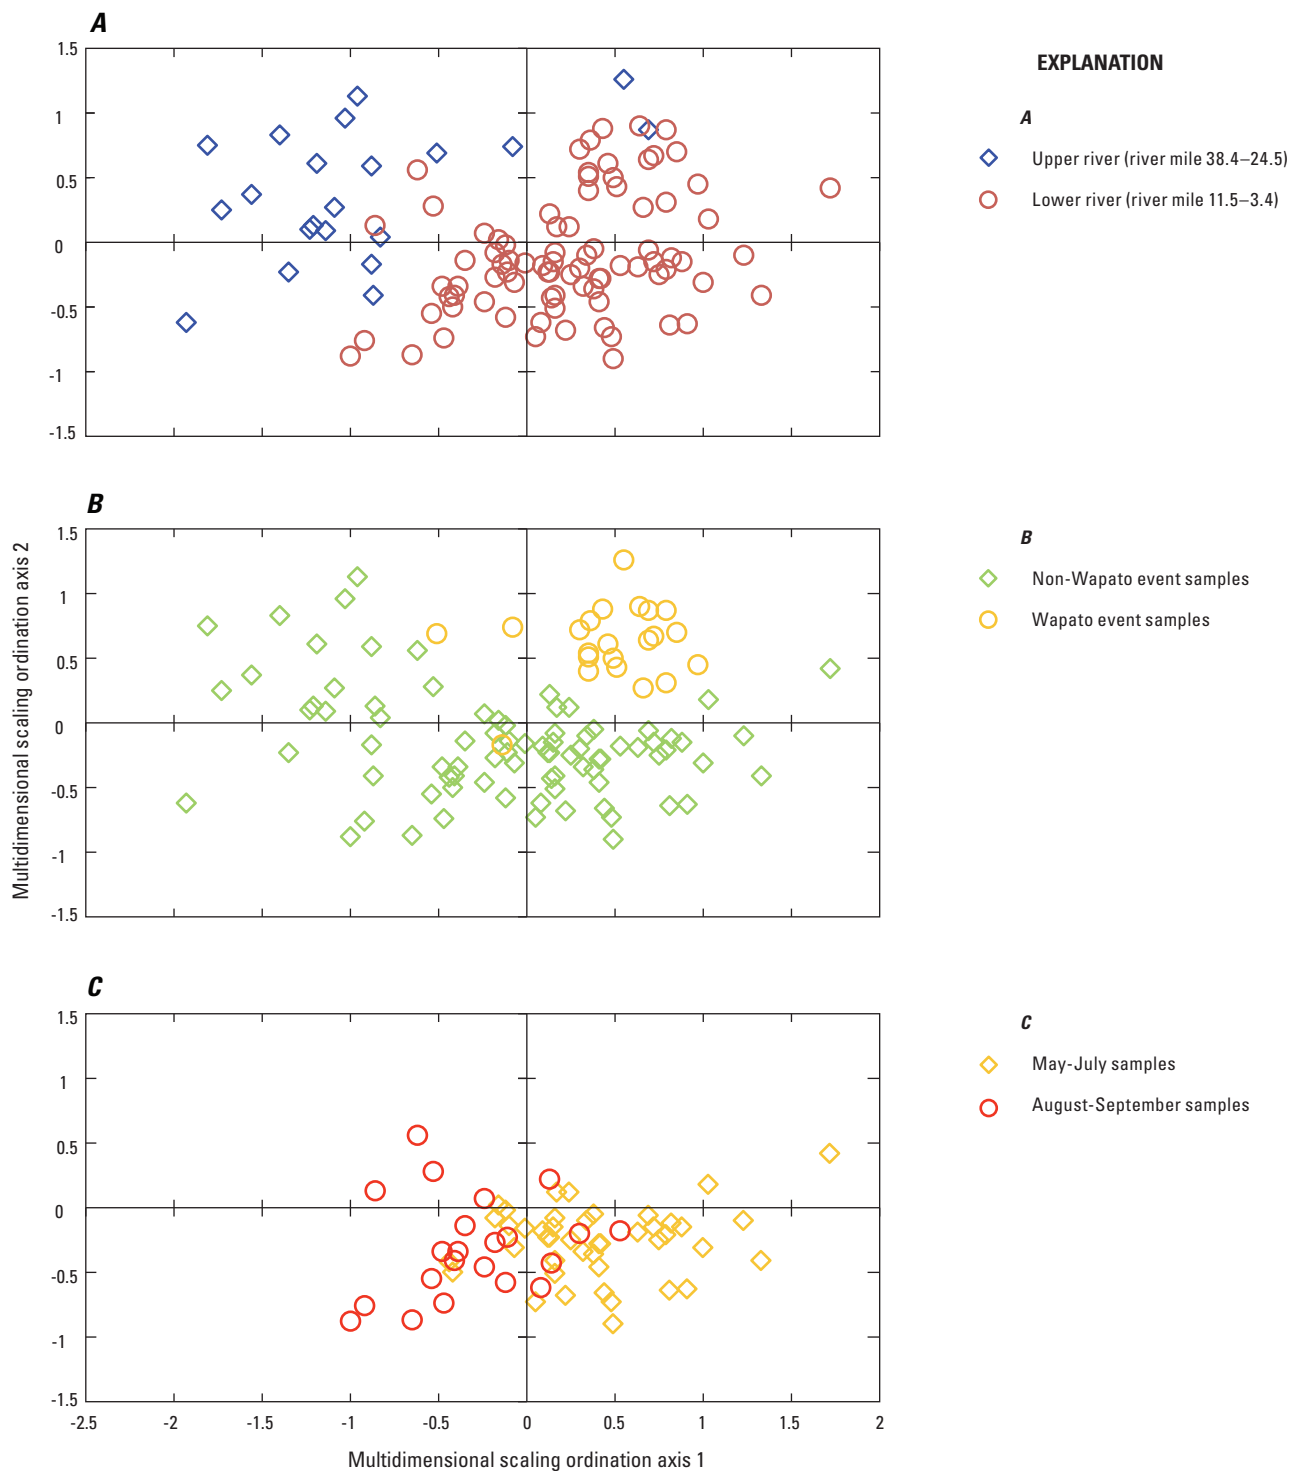 A
1.5
1
0.5
0
-0.5
-1
-1.5
EXPLANATION
A
Upper river (river mile 38.4–24.5)
Lower river (river mile 11.5–3.4)
B
1.5
1
0.5
0
-0.5
-1
-1.5
Multidimensional scaling ordination axis 2
B
Non-Wapato event samples
Wapato event samples
C
1.5
1
0.5
0
-0.5
-1
-1.5
-2.5 -2 -1.5 -1 -0.5 0 0.5 1 1.5 2
Multidimensional scaling ordination axis 1
C
May-July samples
August-September samples